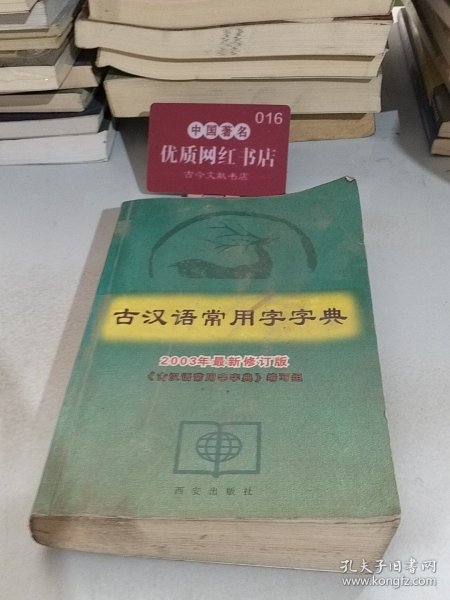 016
中国著名
优质网红书店
古今文献书店
古汉语常用字字典
2003年最新修订版
《古汉语常用字字典》编写组
西安出版社
孔夫子旧书网
www.kongfz.com